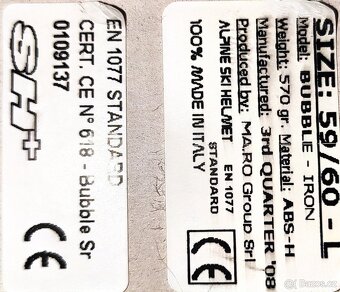 SH+
0109137
CERT. CE N° 618 - Bubble Sr
EN 1077 STANDARD
CE
SIZE: 59/60 - L
Model: BUBBLE - IRON
Weight: 570 gr. Material: ABS-H
Manufactured: 3rd QUARTER '08
Produced by: MA.RO Group Srl
ALPINE SKI HELMET EN 1077
STANDARD
100% MADE IN ITALY
CE
Bazos.cz